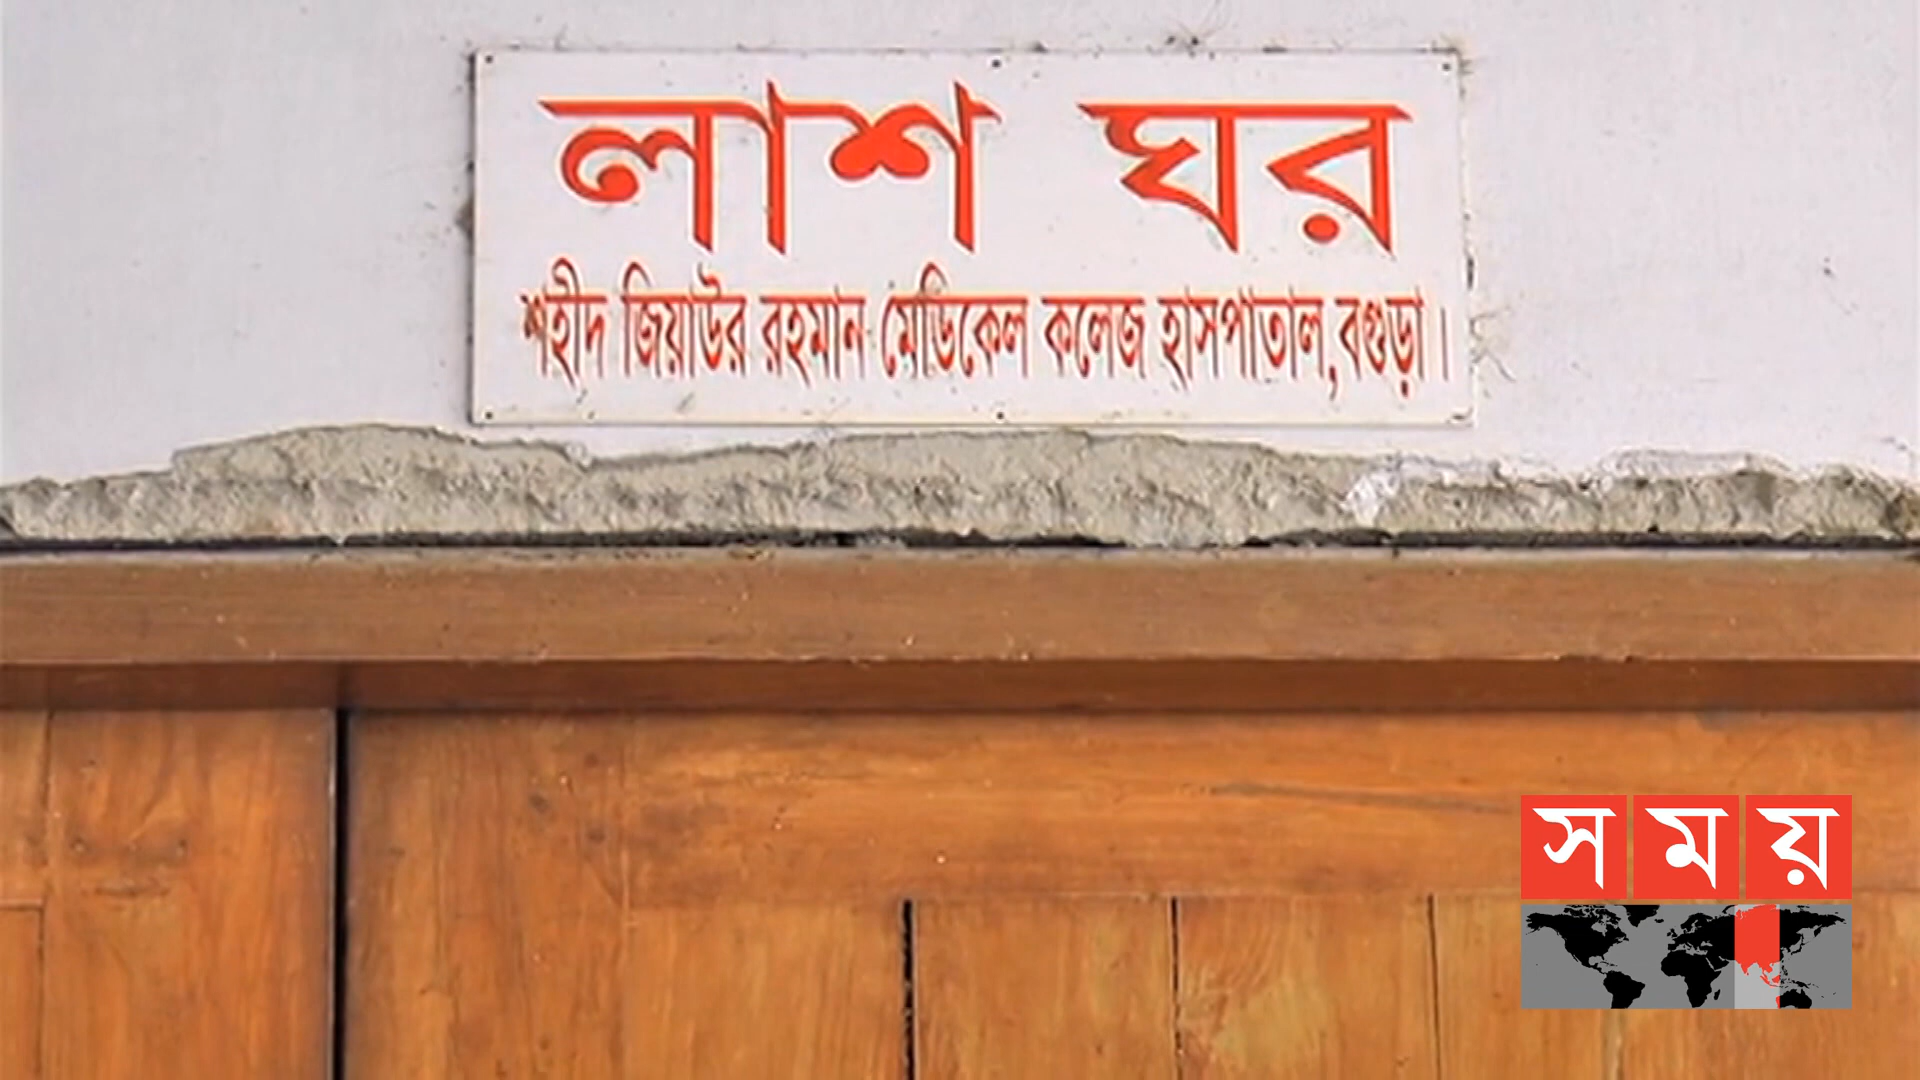 লাশ ঘর
শহীদ জিয়াউর রহমান মেডিকেল কলেজ হাসপাতাল,বগুড়া।
সময়